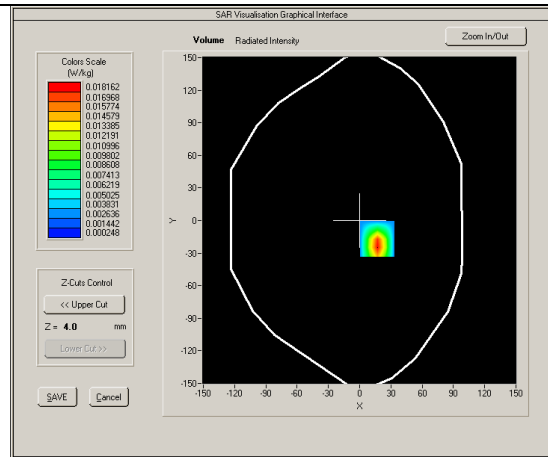 SAR Visualisation Graphical Interface
Volume Radiated Intensity
Zoom In/Out
Colors Scale
(W/kg)
0.018162
0.016968
0.015774
0.014579
0.013385
0.012191
0.010996
0.009802
0.008608
0.007413
0.006219
0.005025
0.003831
0.002636
0.001442
0.000248
Z-Cuts Control
<< Upper Cut
Z = 4.0 mm
Lower Cut >>
SAVE Cancel
150
120
90
60
30
0
-30
-60
-90
-120
-150
Y
-150 -120 -90 -60 -30 0 30 60 90 120 150
X